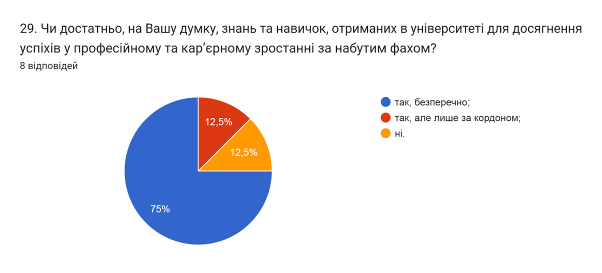 29. Чи достатньо, на Вашу думку, знань та навичок, отриманих в університеті для досягнення
успіхів у професійному та кар’єрному зростанні за набутим фахом?
8 відповідей
так, безперечно;
так, але лише за кордоном;
ні.
12,5%
12,5%
75%